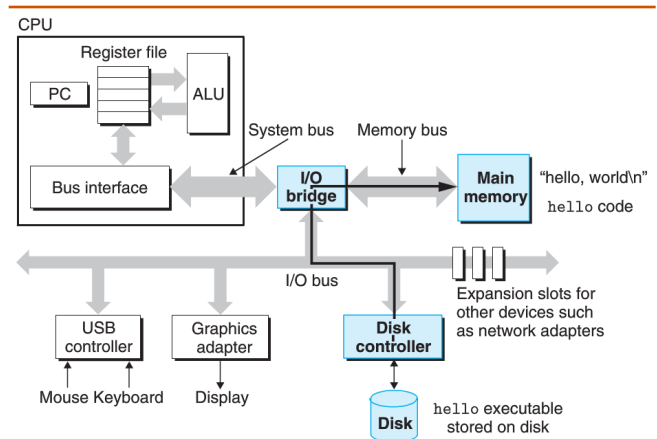 CPU
Register file
PC
ALU
System bus
Memory bus
Bus interface
I/O
bridge
Main
memory
“hello, world\n”
hello code
I/O bus
Expansion slots for
other devices such
as network adapters
USB
controller
Graphics
adapter
Disk
controller
Mouse Keyboard
Display
Disk
hello executable
stored on disk